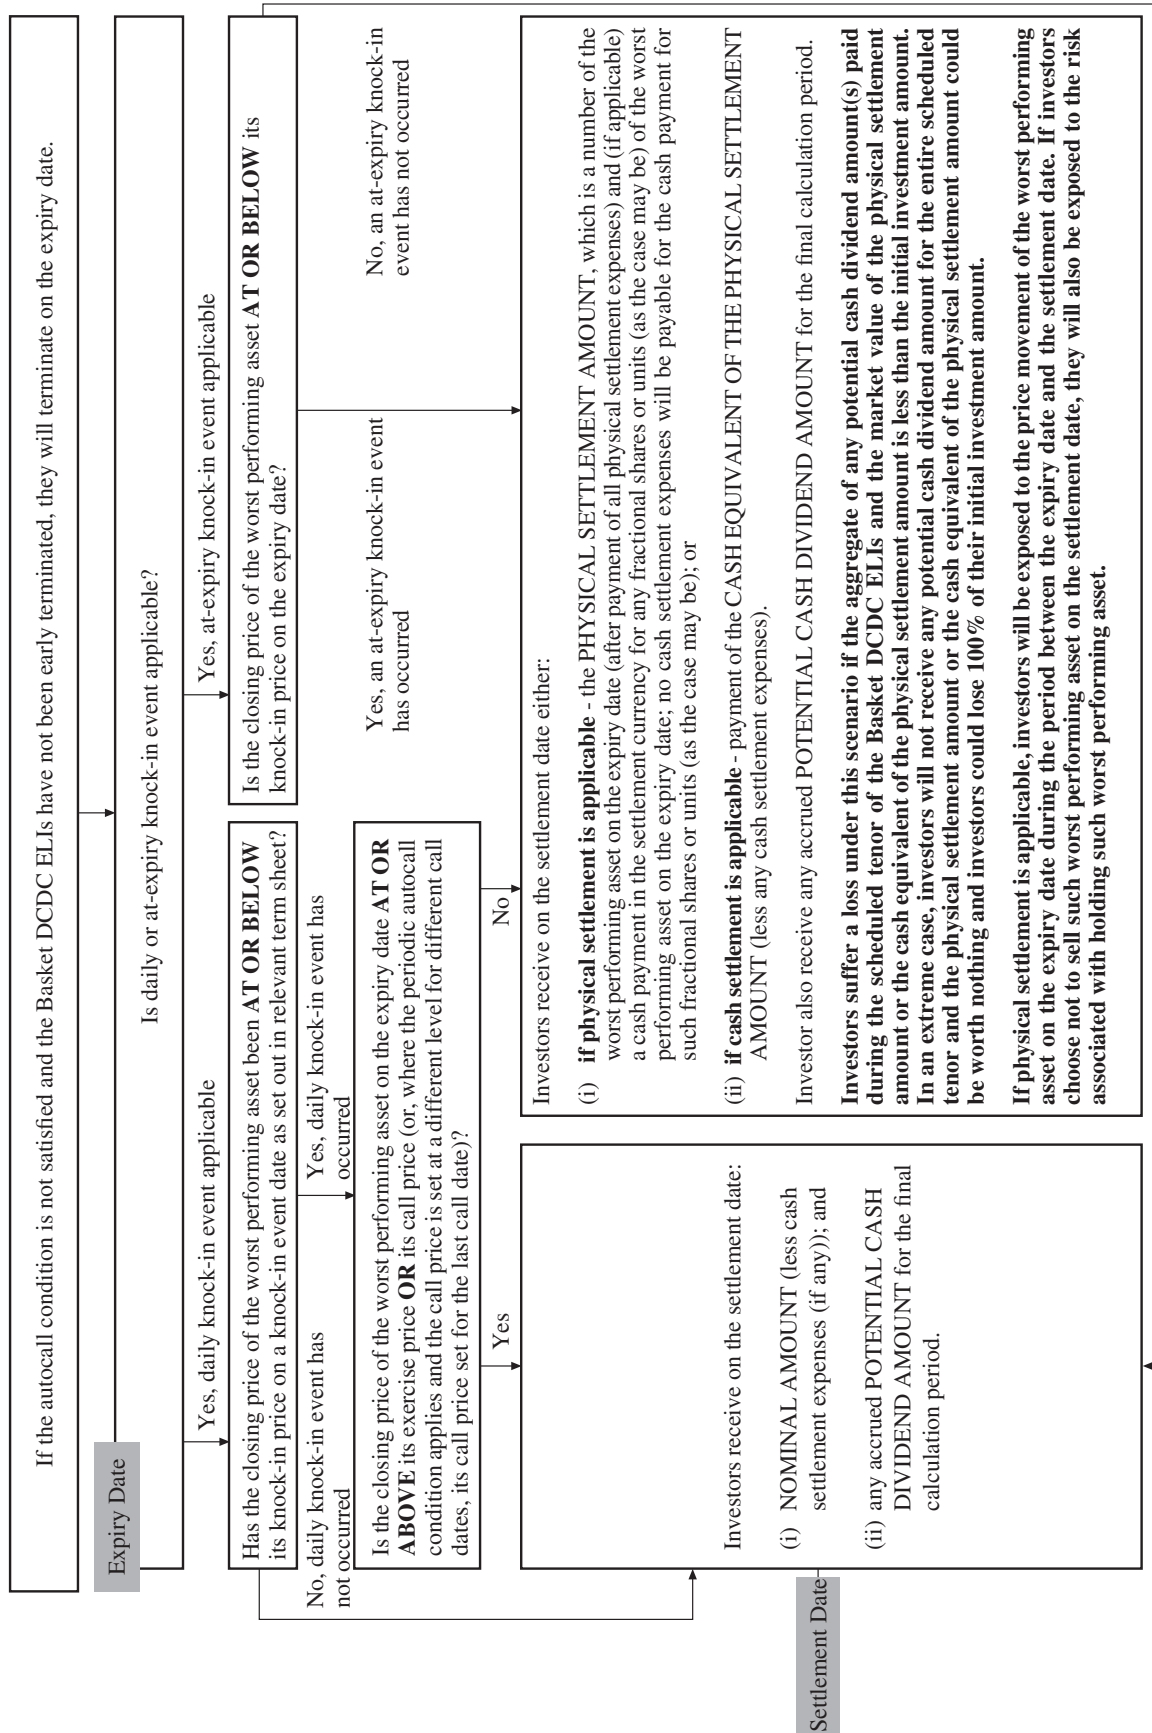 If the autocall condition is not satisfied and the Basket DCDC ELIs have not been early terminated, they will terminate on the expiry date.
Expiry Date
Is daily or at-expiry knock-in event applicable?
Yes, daily knock-in event applicable
Yes, at-expiry knock-in event applicable
Has the closing price of the worst performing asset been AT OR BELOW
its knock-in price on a knock-in event date as set out in relevant term sheet?
Is the closing price of the worst performing asset AT OR BELOW its
knock-in price on the expiry date?
No, daily knock-in event has
not occurred
Yes, daily knock-in event has
occurred
Yes, an at-expiry knock-in event
has occurred
No, an at-expiry knock-in
event has not occurred
Is the closing price of the worst performing asset on the expiry date AT OR
ABOVE its exercise price OR its call price (or, where the periodic autocall
condition applies and the call price is set at a different level for different call
dates, its call price set for the last call date)?
Yes
No
Settlement Date
Investors receive on the settlement date:
(i) NOMINAL AMOUNT (less cash
settlement expenses (if any)); and
(ii) any accrued POTENTIAL CASH
DIVIDEND AMOUNT for the final
calculation period.
Investors receive on the settlement date either:
(i) if physical settlement is applicable - the PHYSICAL SETTLEMENT AMOUNT, which is a number of the
worst performing asset on the expiry date (after payment of all physical settlement expenses) and (if applicable)
a cash payment in the settlement currency for any fractional shares or units (as the case may be) of the worst
performing asset on the expiry date; no cash settlement expenses will be payable for the cash payment for
such fractional shares or units (as the case may be); or
(ii) if cash settlement is applicable - payment of the CASH EQUIVALENT OF THE PHYSICAL SETTLEMENT
AMOUNT (less any cash settlement expenses).
Investor also receive any accrued POTENTIAL CASH DIVIDEND AMOUNT for the final calculation period.
Investors suffer a loss under this scenario if the aggregate of any potential cash dividend amount(s) paid
during the scheduled tenor of the Basket DCDC ELIs and the market value of the physical settlement
amount or the cash equivalent of the physical settlement amount is less than the initial investment amount.
In an extreme case, investors will not receive any potential cash dividend amount for the entire scheduled
tenor and the physical settlement amount or the cash equivalent of the physical settlement amount could
be worth nothing and investors could lose 100% of their initial investment amount.
If physical settlement is applicable, investors will be exposed to the price movement of the worst performing
asset on the expiry date during the period between the expiry date and the settlement date. If investors
choose not to sell such worst performing asset on the settlement date, they will also be exposed to the risk
associated with holding such worst performing asset.